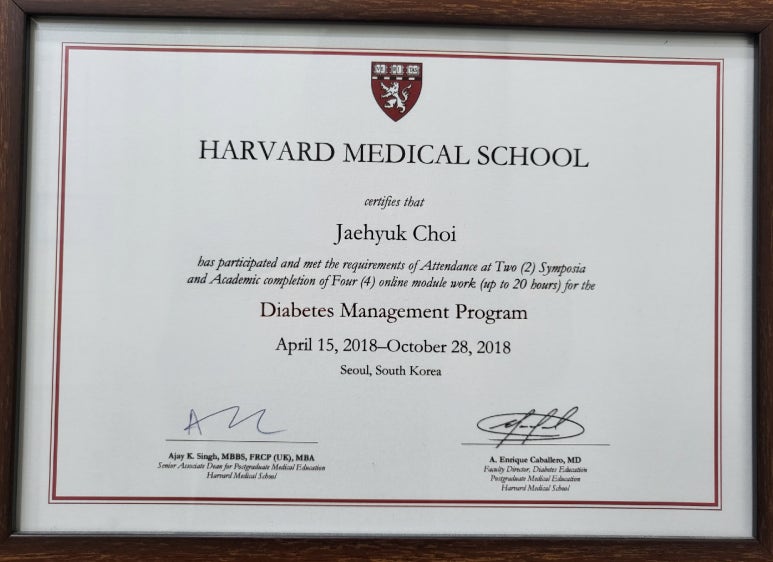 HARVARD MEDICAL SCHOOL
certifies that
Jaehyuk Choi
has participated and met the requirements of Attendance at Two (2) Symposia
and Academic completion of Four (4) online module work (up to 20 hours) for the
Diabetes Management Program
April 15, 2018–October 28, 2018
Seoul, South Korea
Ajay K. Singh, MBBS, FRCP (UK), MBA
Senior Associate Dean for Postgraduate Medical Education
Harvard Medical School
A. Enrique Caballero, MD
Faculty Director, Diabetes Education
Postgraduate Medical Education
Harvard Medical School